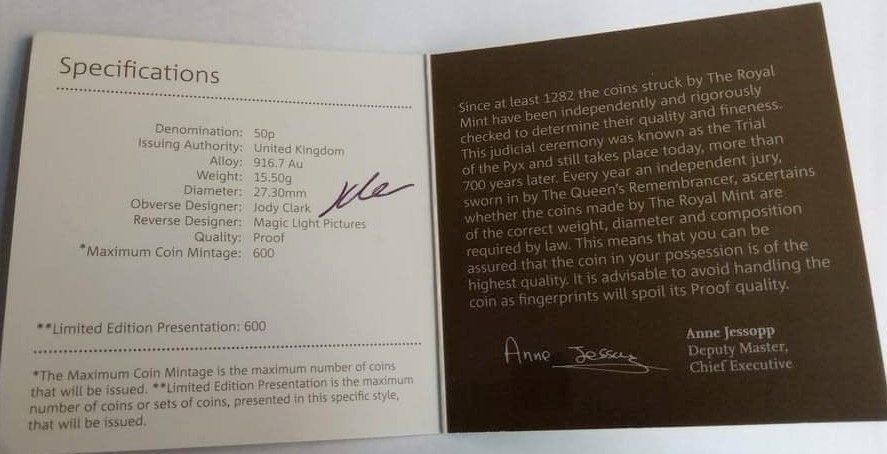 Specifications
Denomination: 50p
Issuing Authority: United Kingdom
Alloy: 916.7 Au
Weight: 15.50g
Diameter: 27.30mm
Obverse Designer: Jody Clark
Reverse Designer: Magic Light Pictures
Quality: Proof
*Maximum Coin Mintage: 600
**Limited Edition Presentation: 600
*The Maximum Coin Mintage is the maximum number of coins
that will be issued. **Limited Edition Presentation is the maximum
number of coins or sets of coins, presented in this specific style,
that will be issued.
Since at least 1282 the coins struck by The Royal
Mint have been independently and rigorously
checked to determine their quality and fineness.
This judicial ceremony was known as the Trial
of the Pyx and still takes place today, more than
700 years later. Every year an independent jury,
sworn in by The Queen's Remembrancer, ascertains
whether the coins made by The Royal Mint are
of the correct weight, diameter and composition
required by law. This means that you can be
assured that the coin in your possession is of the
highest quality. It is advisable to avoid handling the
coin as fingerprints will spoil its Proof quality.
Anne Jessopp
Anne Jessopp
Deputy Master,
Chief Executive